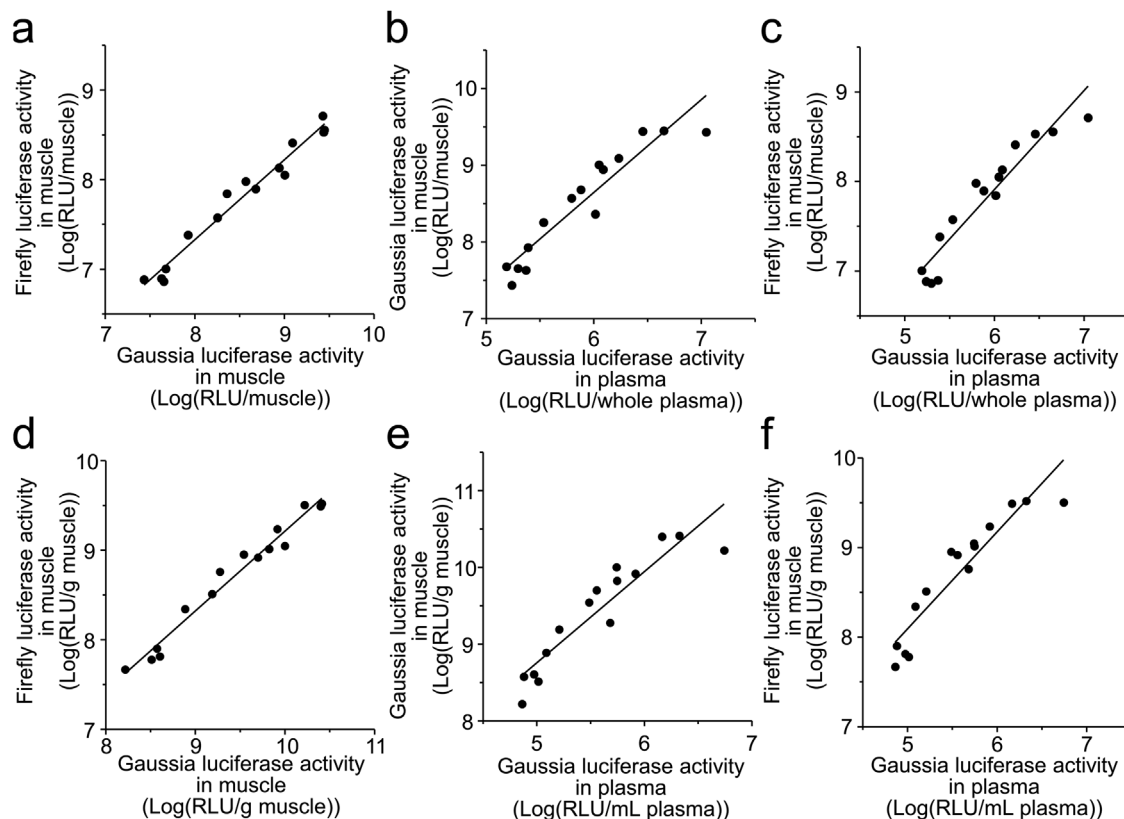 a
Firefly luciferase activity
in muscle
(Log(RLU/muscle))
9
8
7
7
8
9
10
Gaussia luciferase activity
in muscle
(Log(RLU/muscle))
b
Gaussia luciferase activity
in muscle
(Log(RLU/muscle))
10
9
8
7
5
6
7
Gaussia luciferase activity
in plasma
(Log(RLU/whole plasma))
c
Firefly luciferase activity
in muscle
(Log(RLU/muscle))
9
8
7
5
6
7
Gaussia luciferase activity
in plasma
(Log(RLU/whole plasma))
d
Firefly luciferase activity
in muscle
(Log(RLU/g muscle))
10
9
8
7
8
9
10
11
Gaussia luciferase activity
in muscle
(Log(RLU/g muscle))
e
Gaussia luciferase activity
in muscle
(Log(RLU/g muscle))
11
10
9
8
5
6
7
Gaussia luciferase activity
in plasma
(Log(RLU/mL plasma))
f
Firefly luciferase activity
in muscle
(Log(RLU/g muscle))
10
9
8
7
5
6
7
Gaussia luciferase activity
in plasma
(Log(RLU/mL plasma))